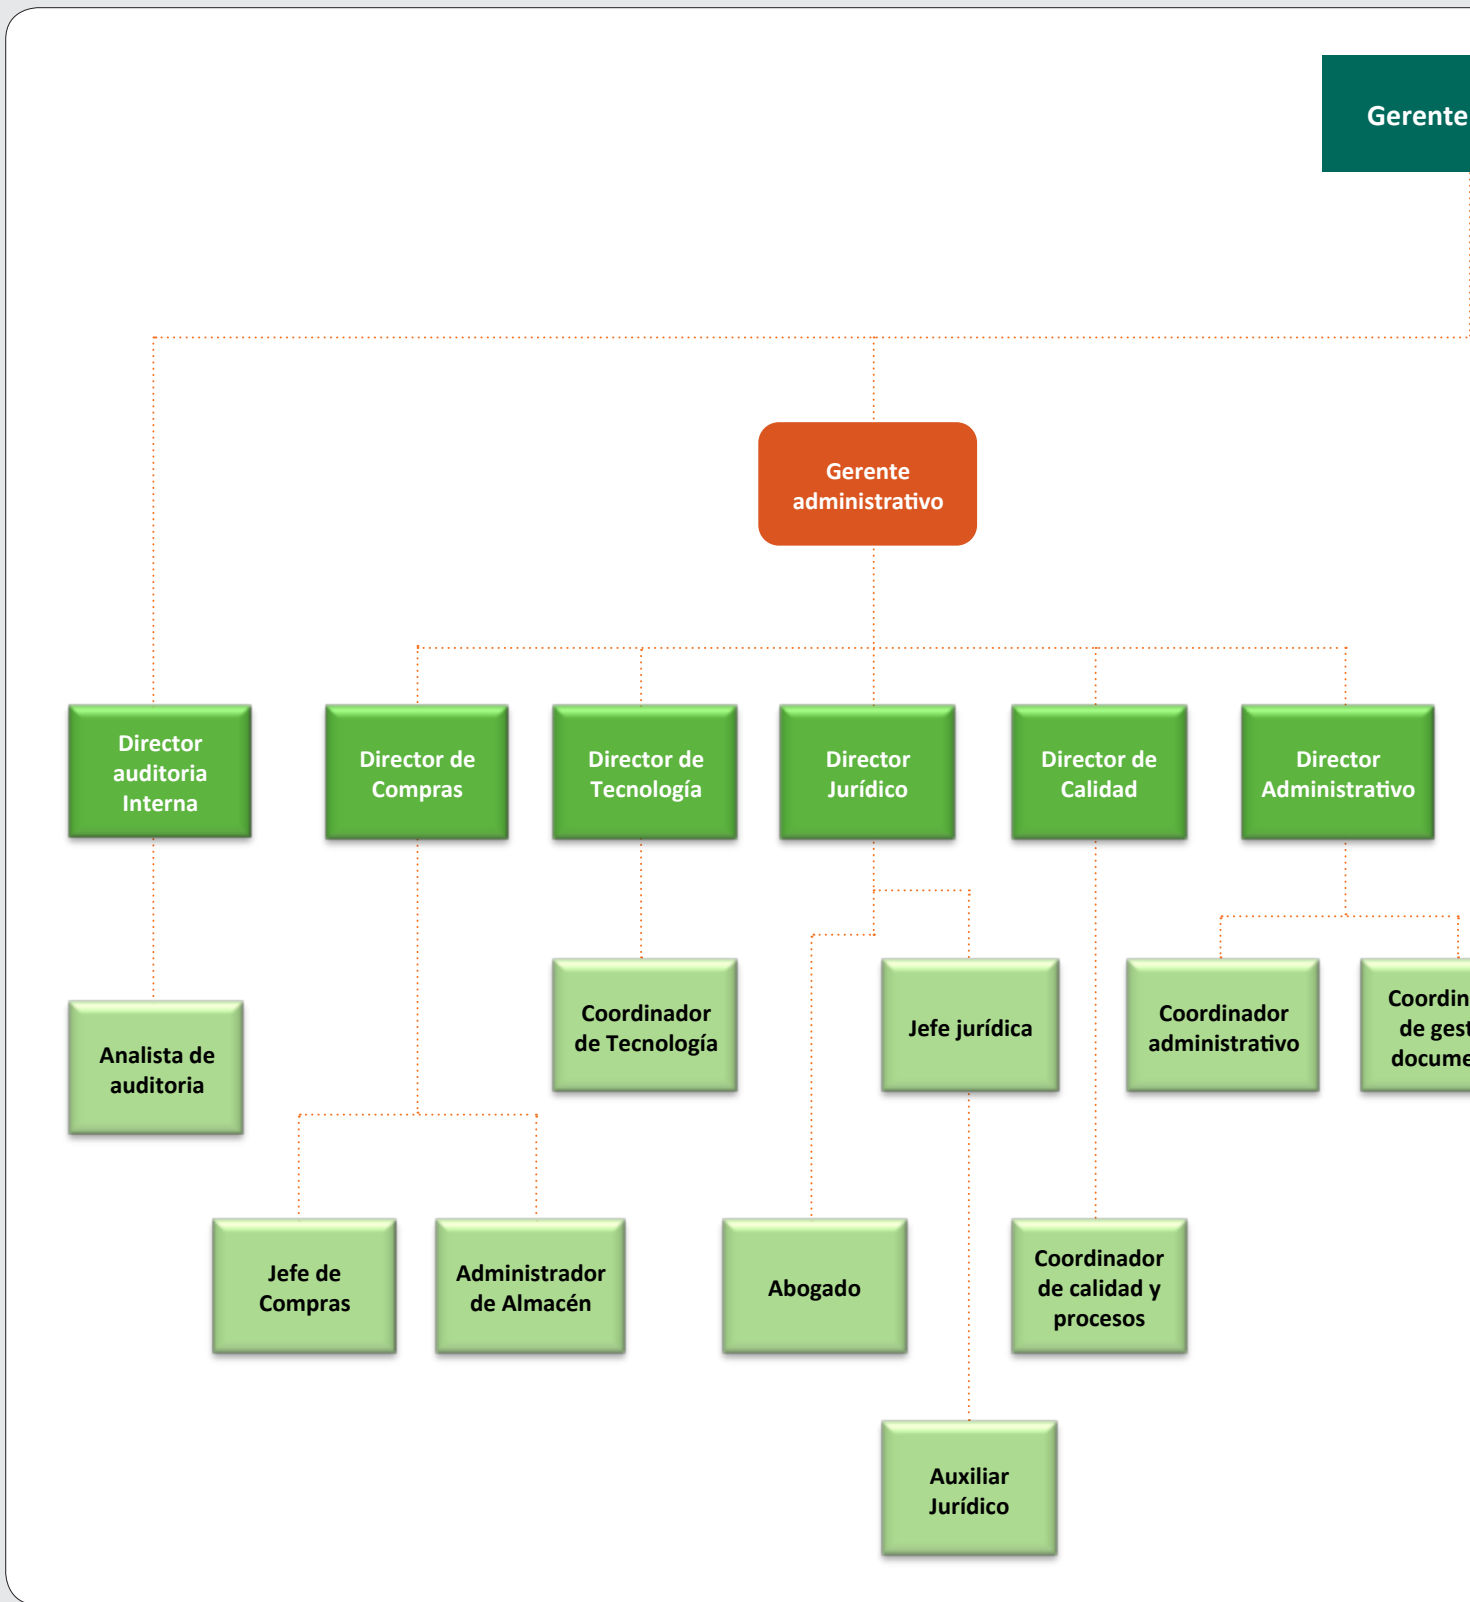 Gerente
Gerente
administrativo
Director
auditoria
Interna
Director de
Compras
Director de
Tecnología
Director
Jurídico
Director de
Calidad
Director
Administrativo
Coordinador
de Tecnología
Jefe jurídica
Coordinador
administrativo
de
Analista de
auditoria
Jefe de
Compras
Administrador
de Almacén
Abogado
Coordinador
de calidad y
procesos
Auxiliar
Jurídico